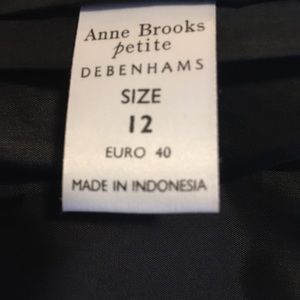 Anne Brooks
petite
DEBENHAMS
SIZE
12
EURO 40
MADE IN INDONESIA